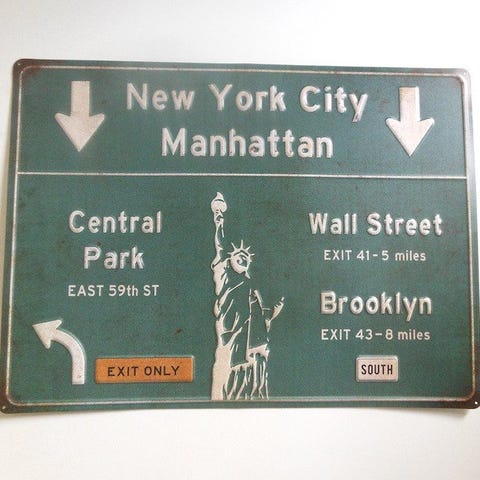 New York City
Manhattan
Central
Park
EAST 59th ST
EXIT ONLY
Wall Street
EXIT 41-5 miles
Brooklyn
EXIT 43-8 miles
SOUTH